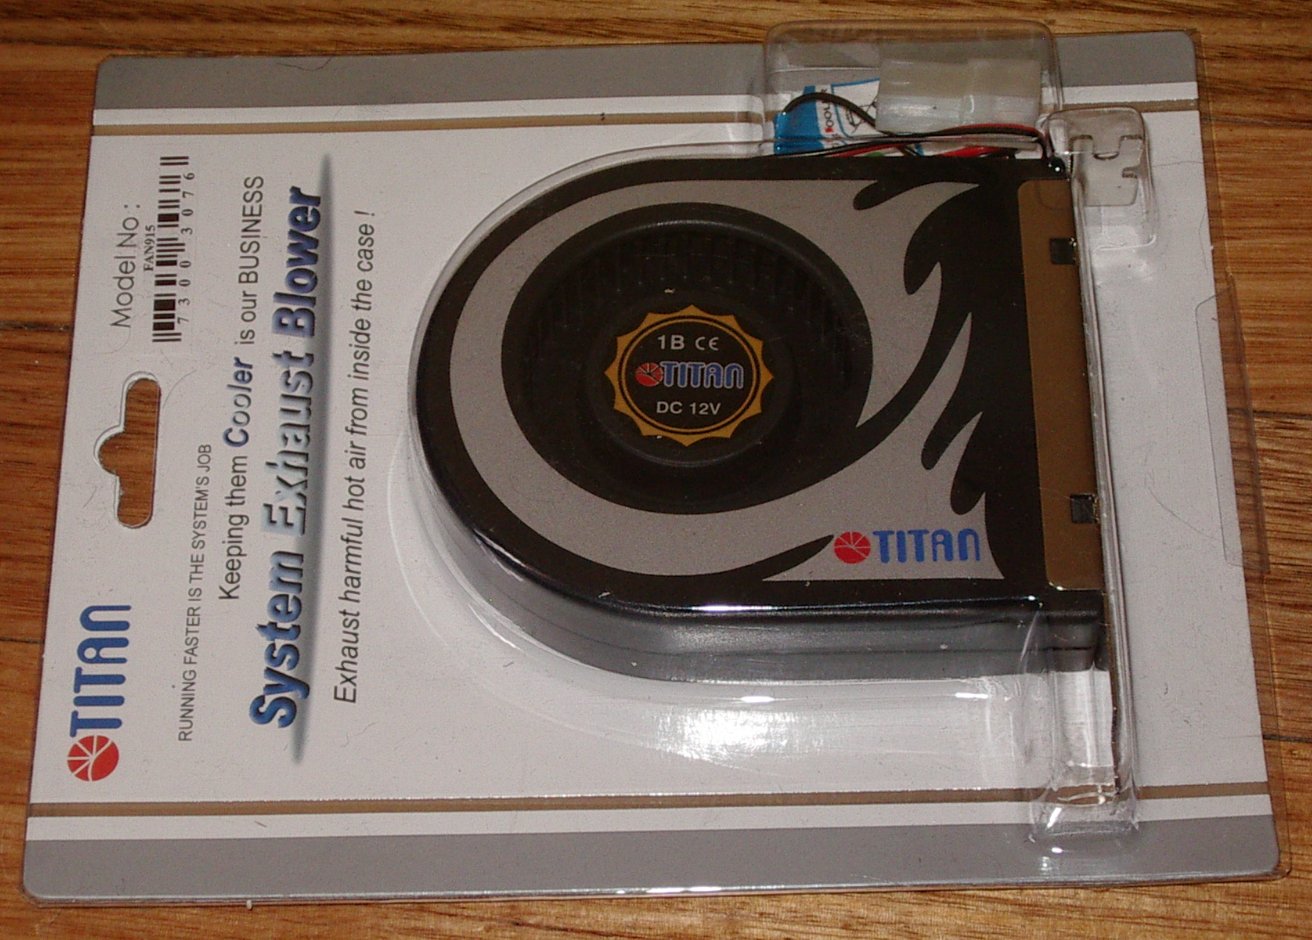 TITAN
Model No :
FAN915
7 3 0 0 3 0 7 6
RUNNING FASTER IS THE SYSTEM'S JOB
Keeping them Cooler is our BUSINESS
System Exhaust Blower
Exhaust harmful hot air from inside the case !
1B CE
TITAN
DC 12V
TITAN